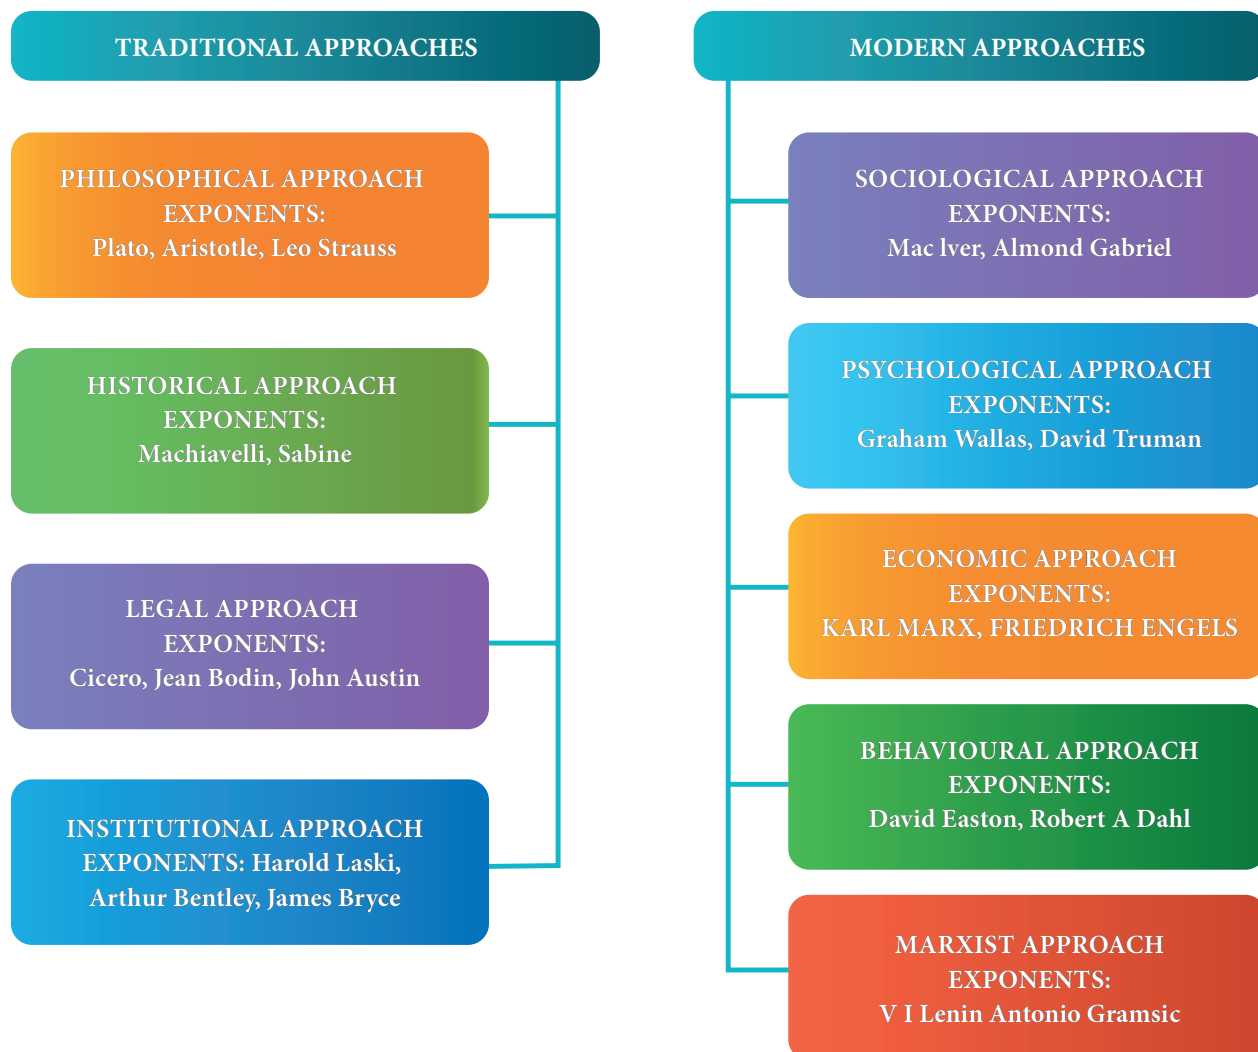 TRADITIONAL APPROACHES
PHILOSOPHICAL APPROACH
EXPONENTS:
Plato, Aristotle, Leo Strauss
HISTORICAL APPROACH
EXPONENTS:
Machiavelli, Sabine
LEGAL APPROACH
EXPONENTS:
Cicero, Jean Bodin, John Austin
INSTITUTIONAL APPROACH
EXPONENTS: Harold Laski,
Arthur Bentley, James Bryce
MODERN APPROACHES
SOCIOLOGICAL APPROACH
EXPONENTS:
Mac lver, Almond Gabriel
PSYCHOLOGICAL APPROACH
EXPONENTS:
Graham Wallas, David Truman
ECONOMIC APPROACH
EXPONENTS:
KARL MARX, FRIEDRICH ENGELS
BEHAVIOURAL APPROACH
EXPONENTS:
David Easton, Robert A Dahl
MARXIST APPROACH
EXPONENTS:
V I Lenin Antonio Gramsic